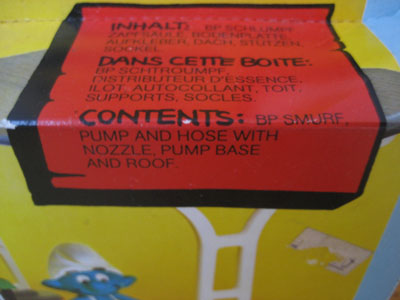 INHALT: BP SCHLUMPF,
ZAPFSÄULE, BODENPLATTE,
AUFKLEBER, DACH, STÜTZEN,
SOCKEL.
DANS CETTE BOITE:
BP SCHTROUMPF,
DISTRIBUTEUR D'ESSENCE,
ILOT, AUTOCOLLANT, TOIT,
SUPPORTS, SOCLES.
CONTENTS: BP SMURF,
PUMP AND HOSE WITH
NOZZLE, PUMP BASE
AND ROOF.